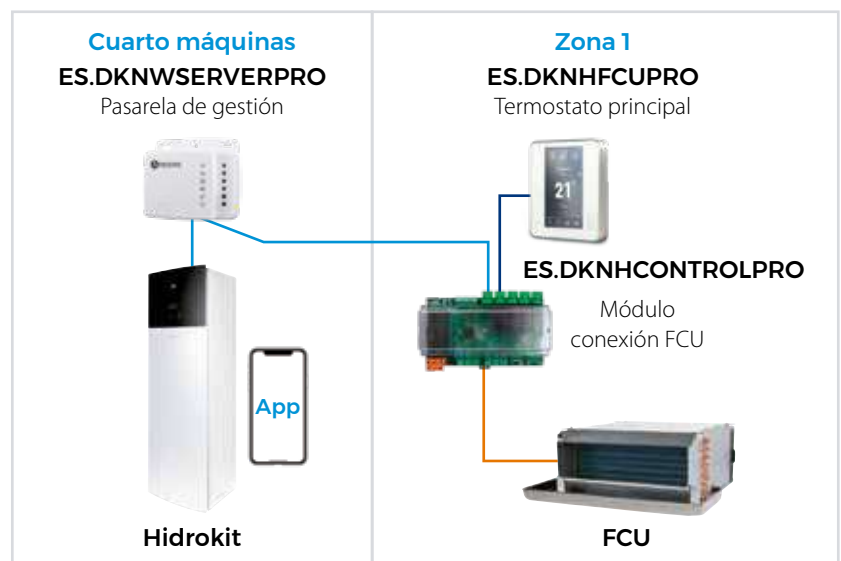 Cuarto máquinas
ES.DKNWSERVERPRO
Pasarela de gestión
App
Hidrokit
Zona 1
ES.DKNHFCUPRO
Termostato principal
21
ES.DKNHCONTROLPRO
Módulo
conexión FCU
FCU